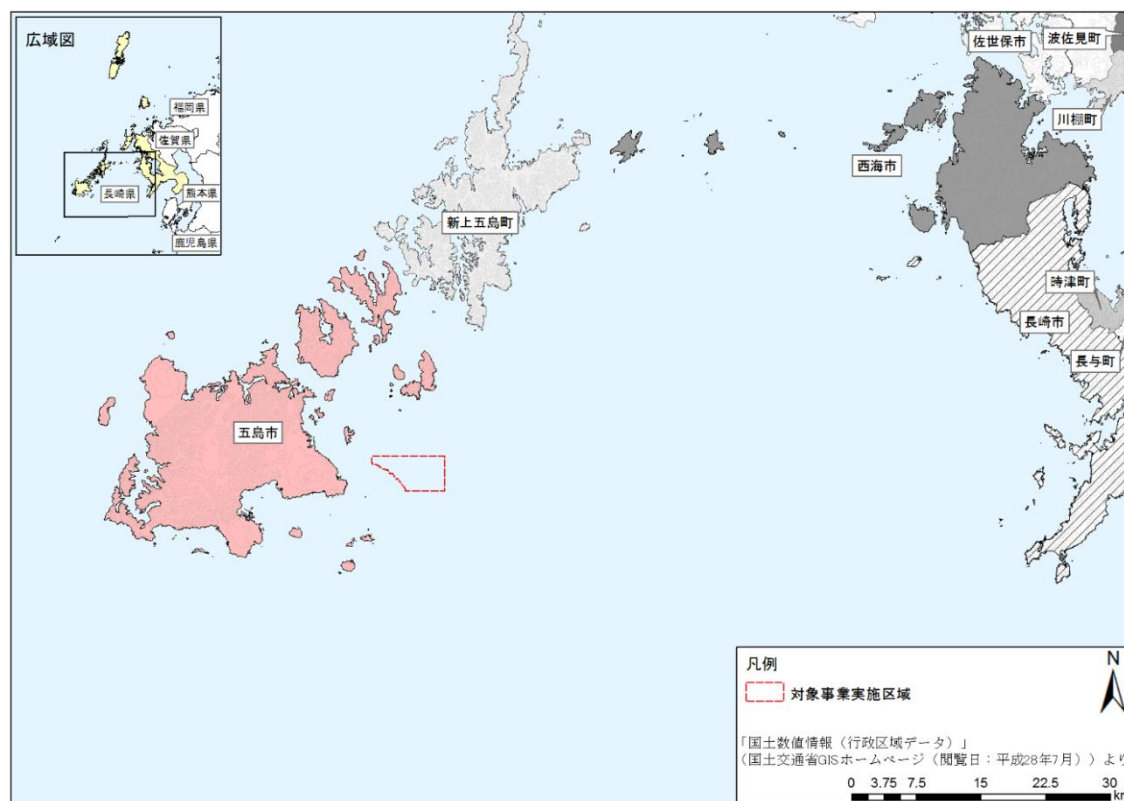 広域図
福岡県
佐賀県
長崎県
熊本県
鹿児島県
佐世保市
波佐見町
川棚町
西海市
新上五島町
時津町
長崎市
長与町
五島市
凡例
N
対象事業実施区域
「国土数値情報（行政区域データ）」
（国土交通省GISホームページ（閲覧日：平成28年7月））より
0 3.75 7.5 15 22.5 30
km